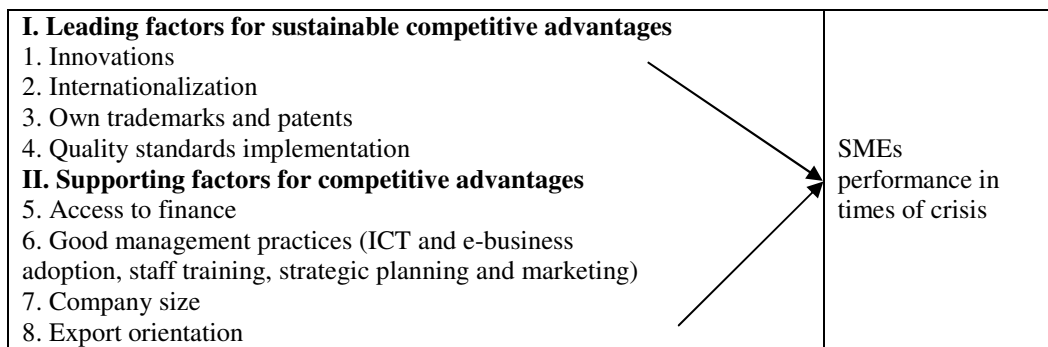 I. Leading factors for sustainable competitive advantages
1. Innovations
2. Internationalization
3. Own trademarks and patents
4. Quality standards implementation
II. Supporting factors for competitive advantages
5. Access to finance
6. Good management practices (ICT and e-business
adoption, staff training, strategic planning and marketing)
7. Company size
8. Export orientation
SMEs
performance in
times of crisis